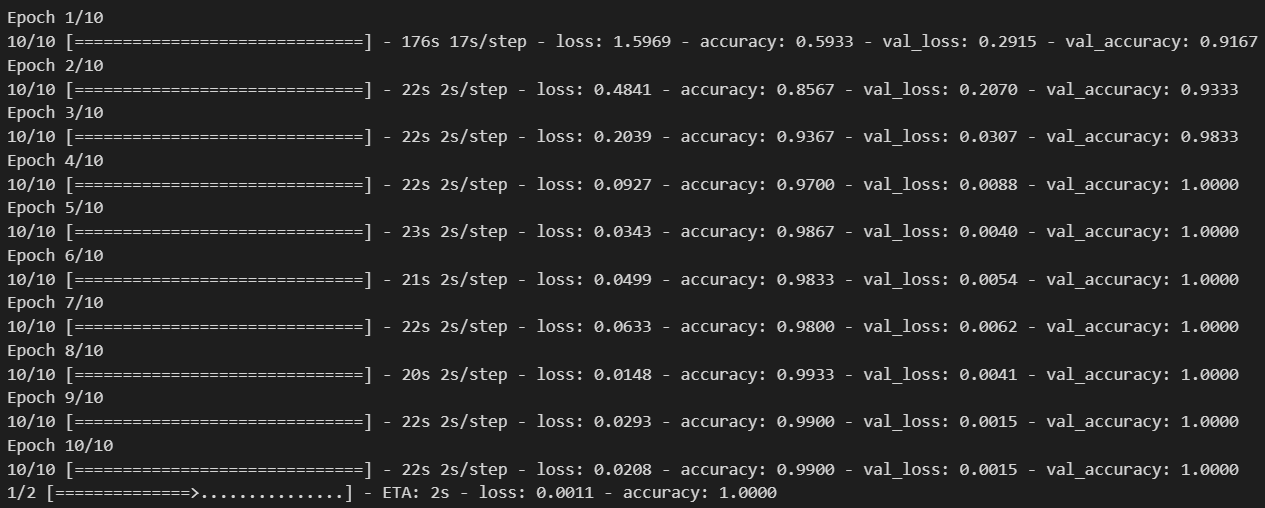 Epoch 1/10
10/10 [==============================] - 176s 17s/step - loss: 1.5969 - accuracy: 0.5933 - val_loss: 0.2915 - val_accuracy: 0.9167
Epoch 2/10
10/10 [==============================] - 22s 2s/step - loss: 0.4841 - accuracy: 0.8567 - val_loss: 0.2070 - val_accuracy: 0.9333
Epoch 3/10
10/10 [==============================] - 22s 2s/step - loss: 0.2039 - accuracy: 0.9367 - val_loss: 0.0307 - val_accuracy: 0.9833
Epoch 4/10
10/10 [==============================] - 22s 2s/step - loss: 0.0927 - accuracy: 0.9700 - val_loss: 0.0088 - val_accuracy: 1.0000
Epoch 5/10
10/10 [==============================] - 23s 2s/step - loss: 0.0343 - accuracy: 0.9867 - val_loss: 0.0040 - val_accuracy: 1.0000
Epoch 6/10
10/10 [==============================] - 21s 2s/step - loss: 0.0499 - accuracy: 0.9833 - val_loss: 0.0054 - val_accuracy: 1.0000
Epoch 7/10
10/10 [==============================] - 22s 2s/step - loss: 0.0633 - accuracy: 0.9800 - val_loss: 0.0062 - val_accuracy: 1.0000
Epoch 8/10
10/10 [==============================] - 20s 2s/step - loss: 0.0148 - accuracy: 0.9933 - val_loss: 0.0041 - val_accuracy: 1.0000
Epoch 9/10
10/10 [==============================] - 22s 2s/step - loss: 0.0293 - accuracy: 0.9900 - val_loss: 0.0015 - val_accuracy: 1.0000
Epoch 10/10
10/10 [==============================] - 22s 2s/step - loss: 0.0208 - accuracy: 0.9900 - val_loss: 0.0015 - val_accuracy: 1.0000
1/2 [==============>...............] - ETA: 2s - loss: 0.0011 - accuracy: 1.0000